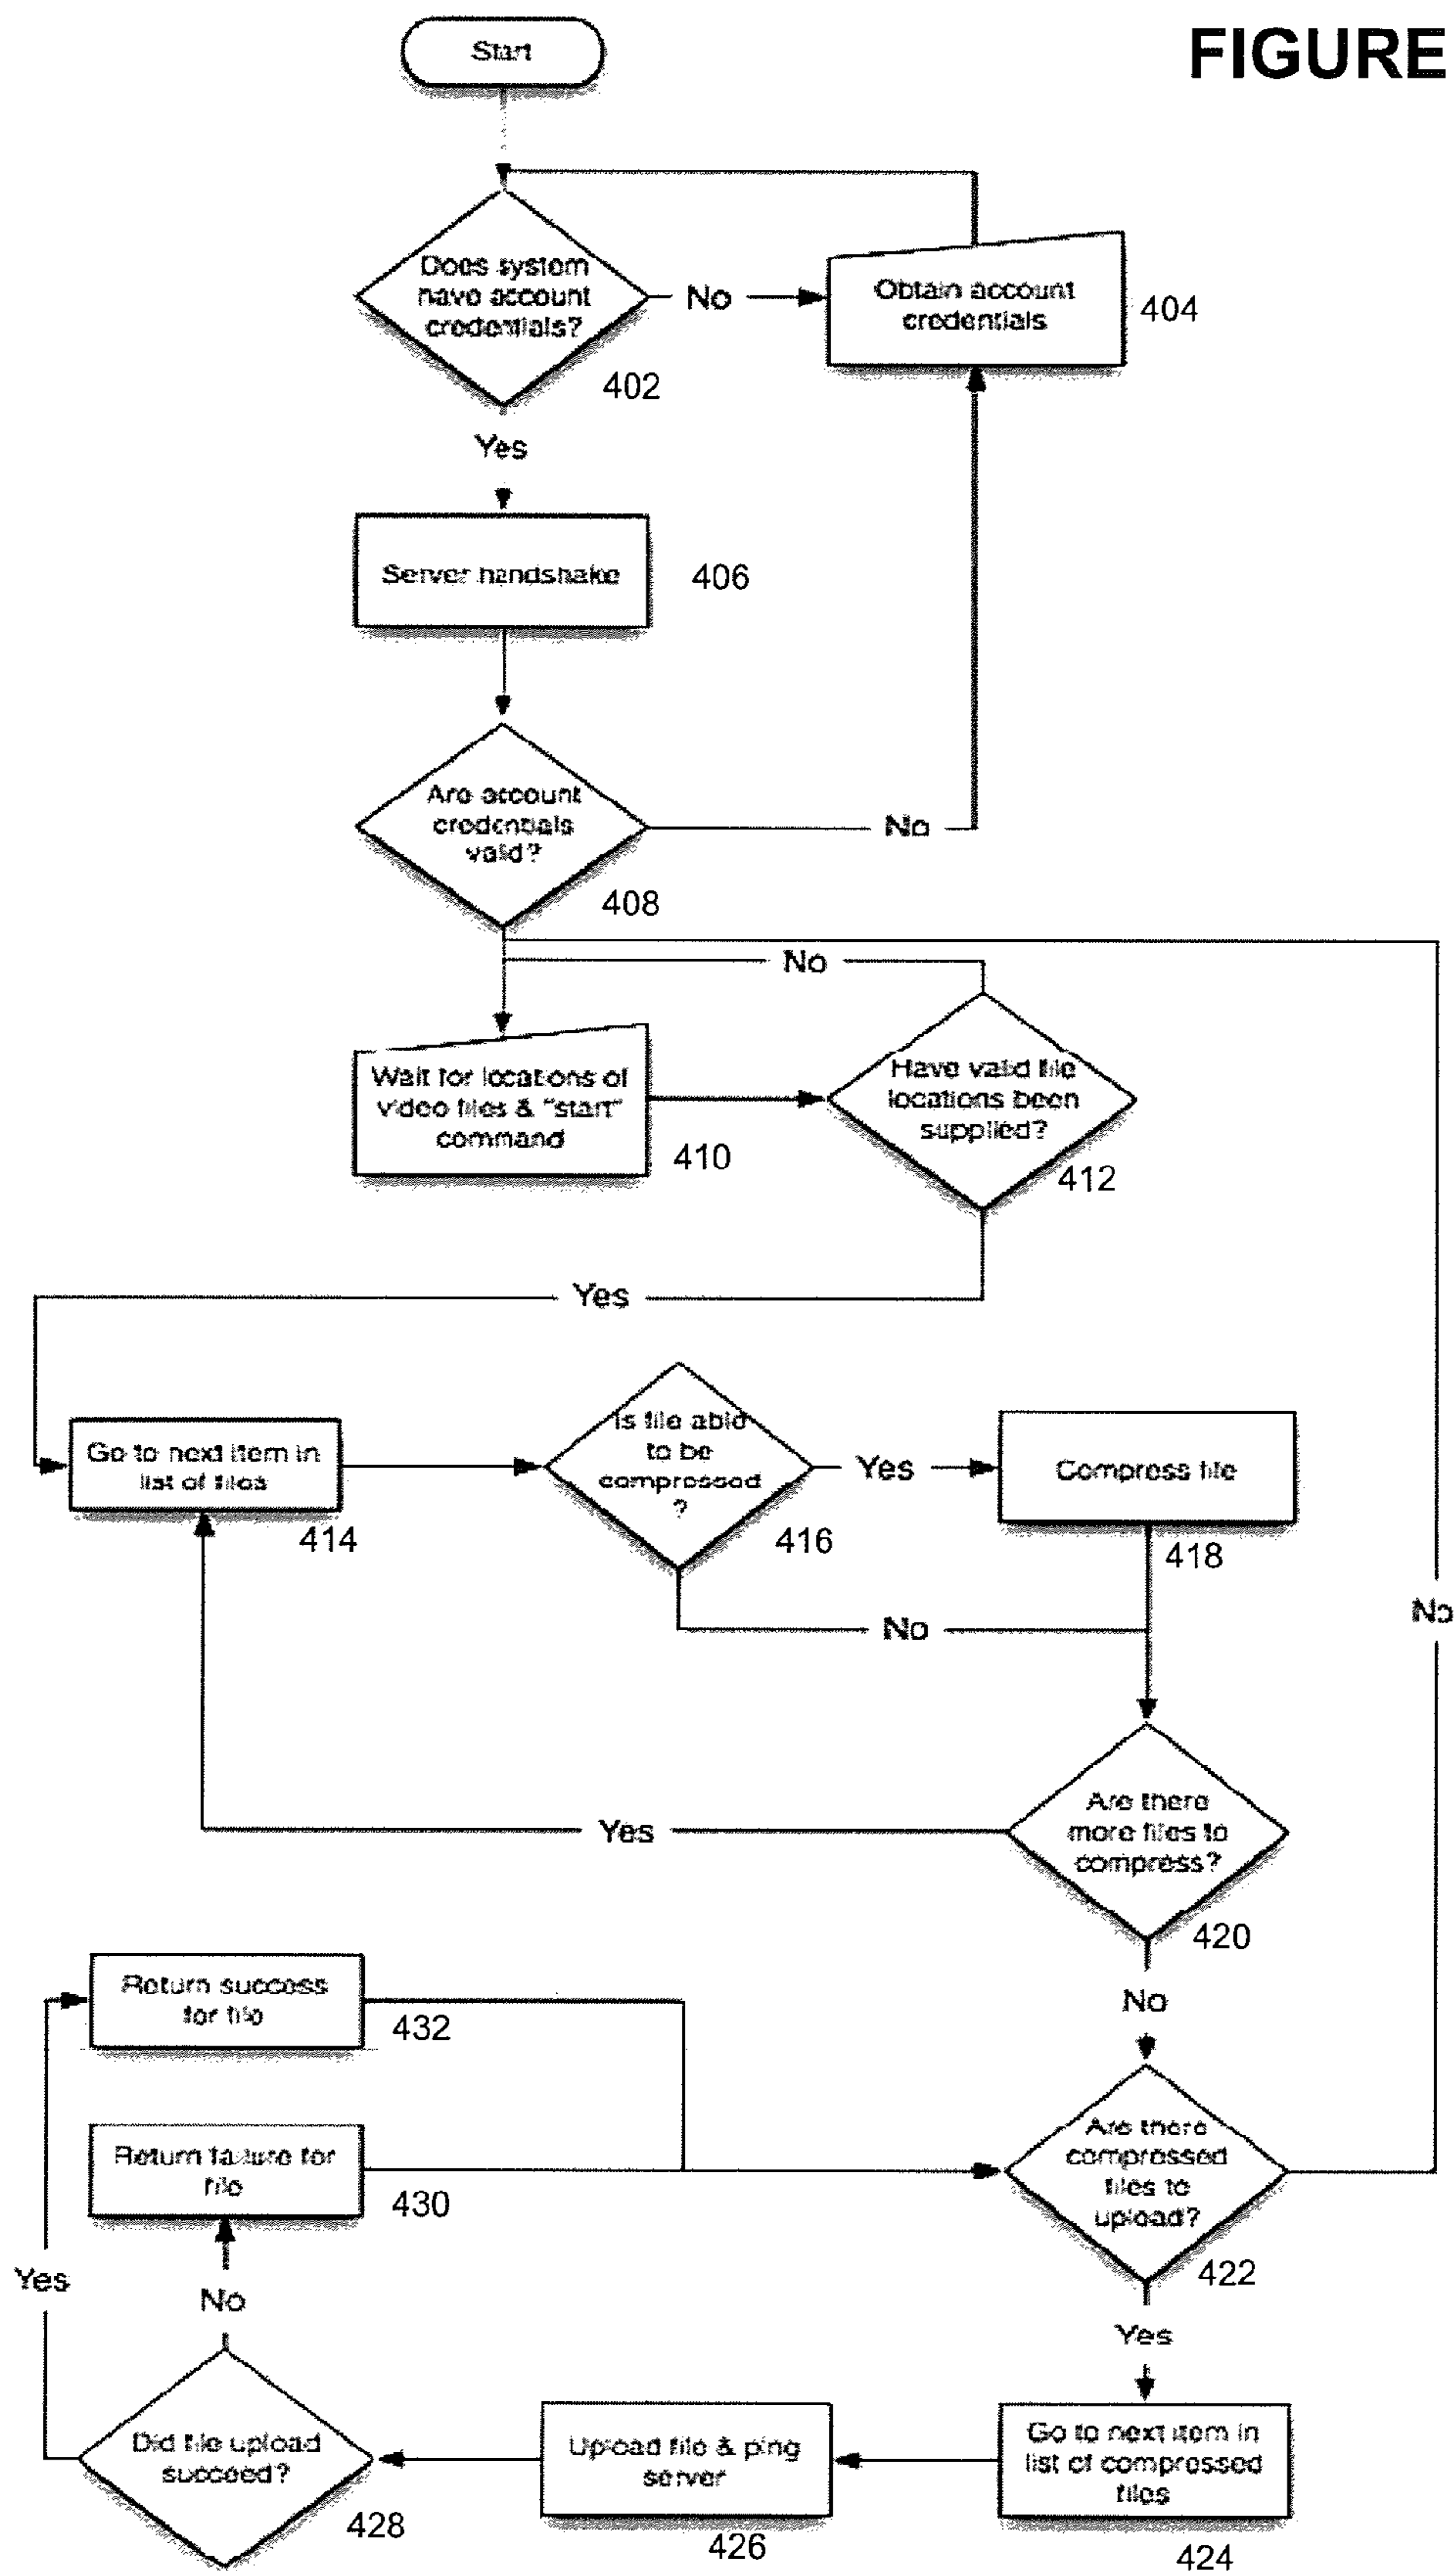 FIGURE
Start
Does system
have account
credentials?
402
No
Obtain account
credentials
404
Yes
Server handshake
406
Are account
credentials
valid?
408
No
No
Wait for locations of
video files & "start"
command
410
Have valid file
locations been
supplied?
412
Yes
Go to next item in
list of files
414
Is file able
to be
compressed
?
416
Yes
Compress file
418
No
No
Are there
more files to
compress?
420
Yes
No
Return success
for file
432
Return failure for
file
430
Are there
compressed
files to
upload?
422
Yes
No
Yes
Did file upload
succeed?
428
Upload file & ping
server
426
Go to next item in
list of compressed
files
424